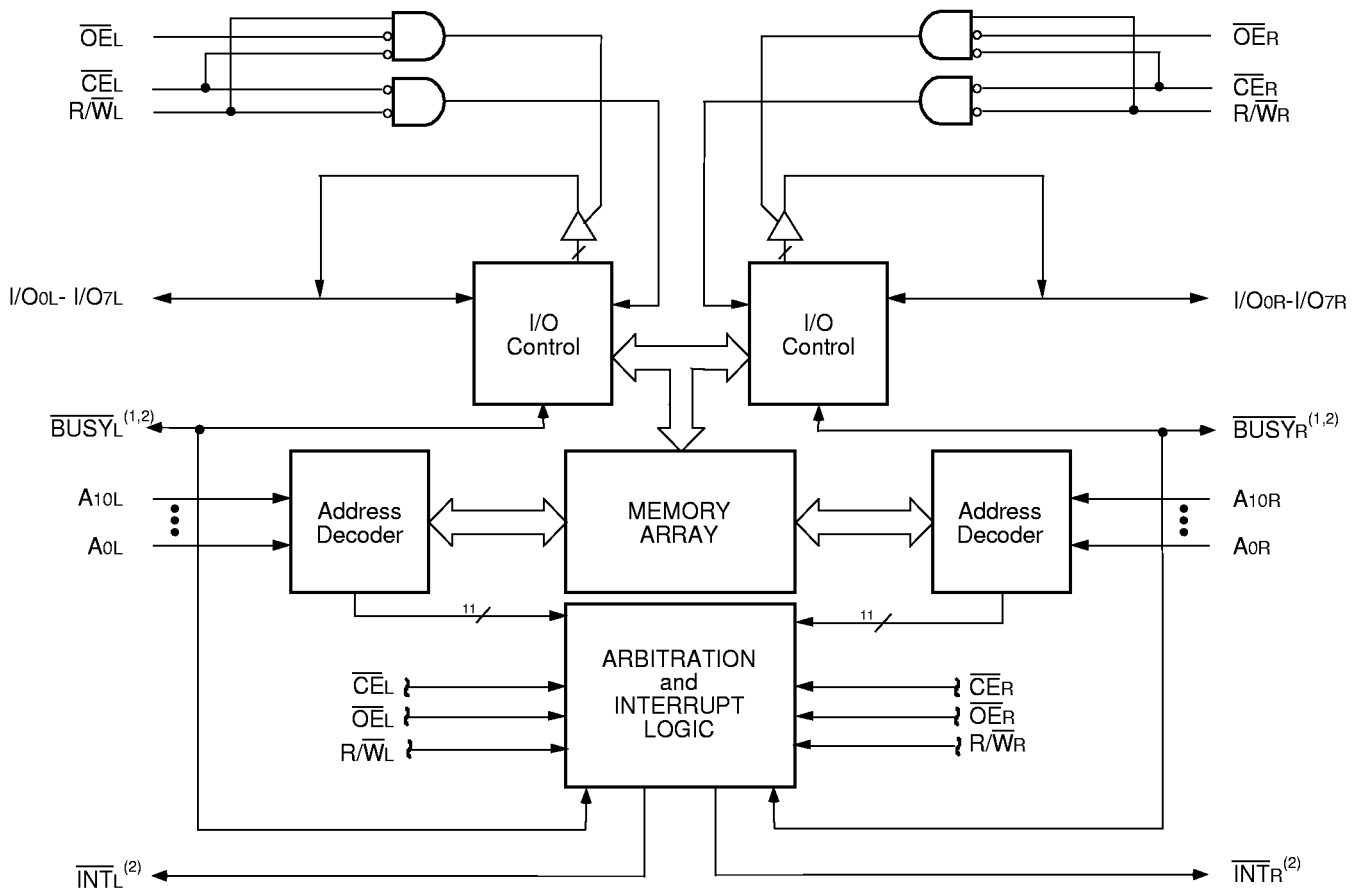 OEL
OER
CEL
CER
R/WL
R/WR
I/O0L- I/O7L
I/O
Control
I/O
Control
I/O0R-I/O7R
BUSYL(1,2)
BUSYR(1,2)
A10L
A0L
Address
Decoder
MEMORY
ARRAY
Address
Decoder
A10R
A0R
11
11
ARBITRATION
and
INTERRUPT
LOGIC
CEL
OEL
R/WL
CER
OER
R/WR
INTL(2)
INTR(2)